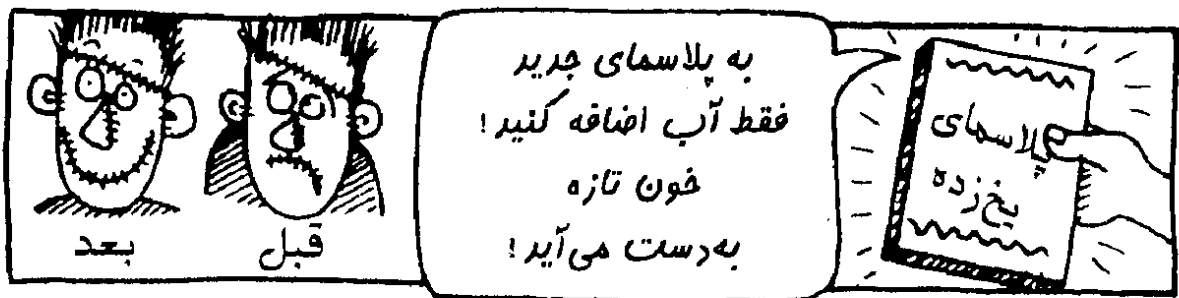 پلاسمای
یخ‌زده
به پلاسمای جدید
فقط آب اضافه کنید!
خون تازه
به‌دست می‌آید!
قبل
بعد